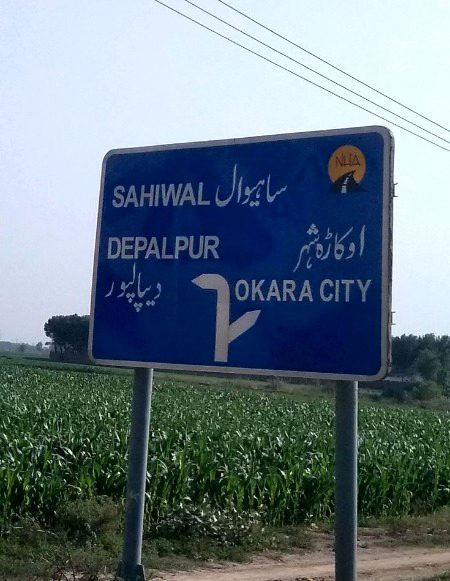 NHA
SAHIWAL ساہیوال
DEPALPUR
دیپالپور
اوکاڑہ شہر
OKARA CITY